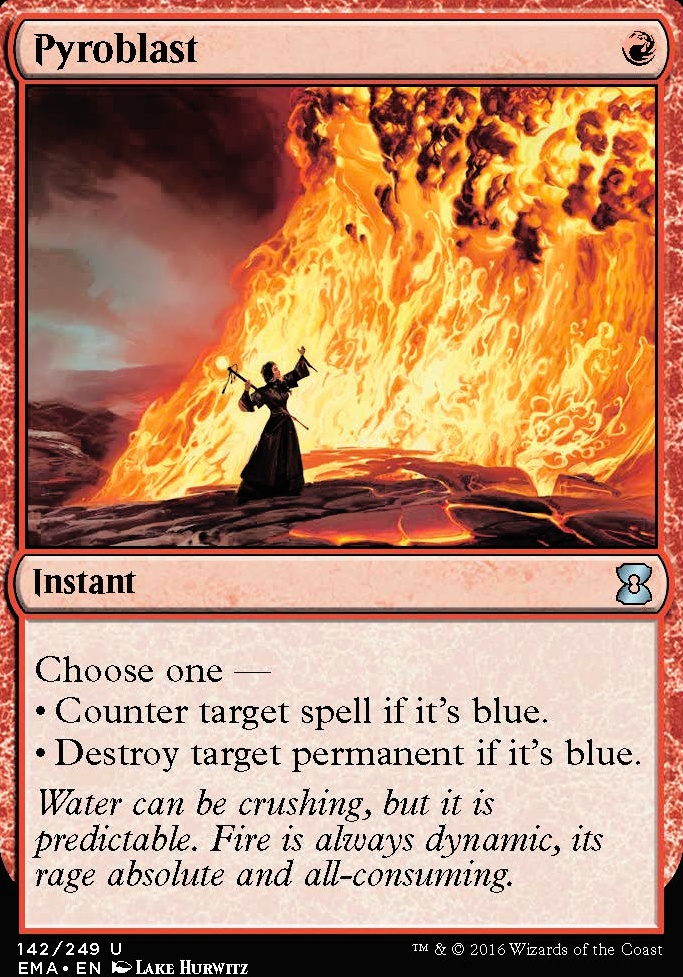 Pyroblast
Instant
Choose one —
• Counter target spell if it's blue.
• Destroy target permanent if it's blue.
Water can be crushing, but it is
predictable. Fire is always dynamic, its
rage absolute and all-consuming.
142/249 U
™ & © 2016 Wizards of the Coast
EMA • EN Lake Hurwitz